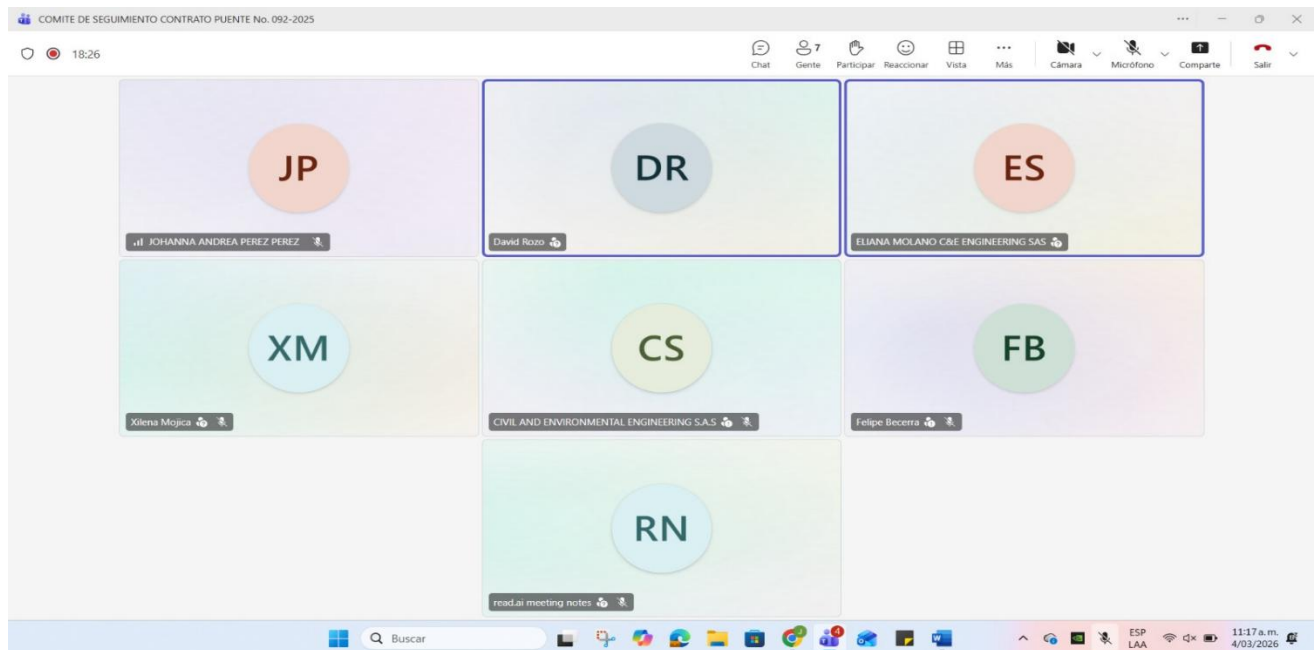 COMITE DE SEGUIMIENTO CONTRATO PUENTE No. 092-2025
18:26
Chat
7
Gente
Participar
Reaccionar
Vista
Más
Cámara
Micrófono
Comparte
Salir
JP
JOHANNA ANDREA PEREZ PEREZ
DR
David Rozo
ES
ELIANA MOLANO C&E ENGINEERING SAS
XM
Xilena Mojica
CS
CIVIL AND ENVIRONMENTAL ENGINEERING S.A.S
FB
Felipe Becerra
RN
read.ai meeting notes
Buscar
4
ESP
LAA
11:17 a. m.
4/03/2026